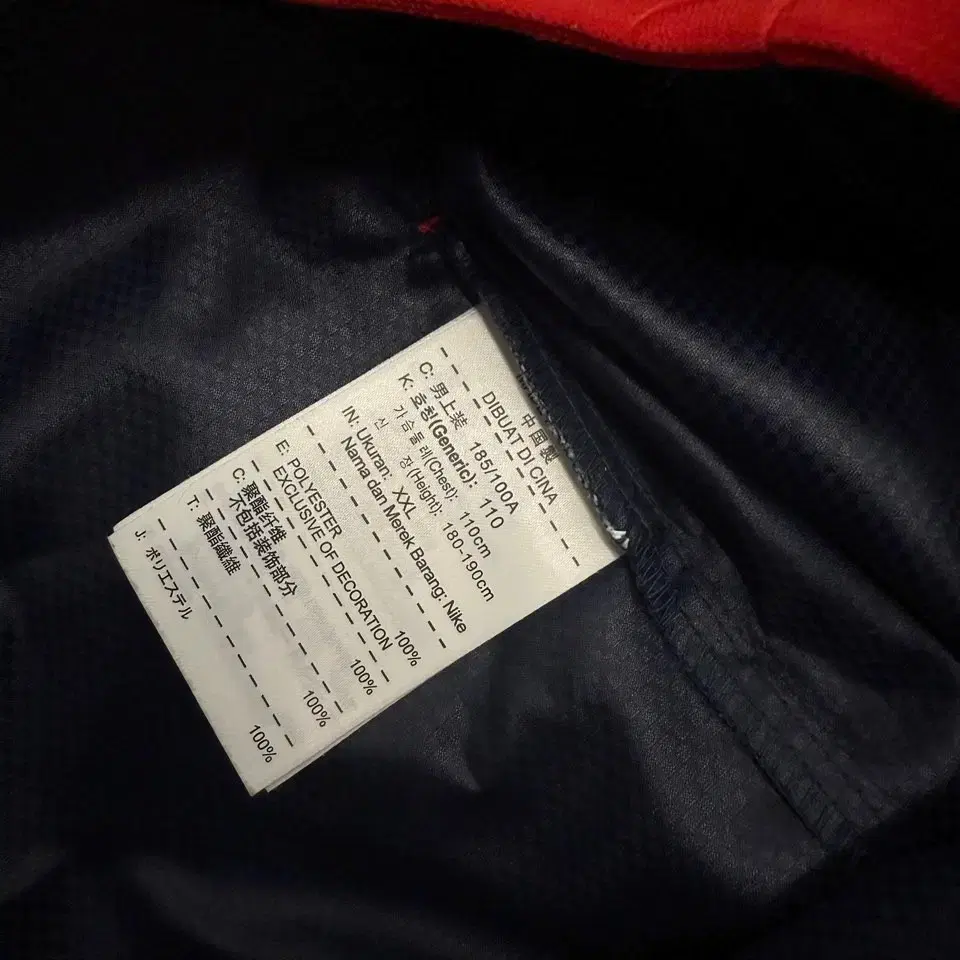 中国製
DIBUAT DI CINA
C: 男上装 185/100A
K: 호칭(Generic): 110
가슴둘레(Chest): 110cm
신 장(Height): 180-190cm
IN: Ukuran: XXL
Nama dan Merek Barang: Nike
E: POLYESTER 100%
EXCLUSIVE OF DECORATION
C: 聚酯纤维 100%
不包括装饰部分
T: 聚酯纖維 100%
J: ポリエステル 100%